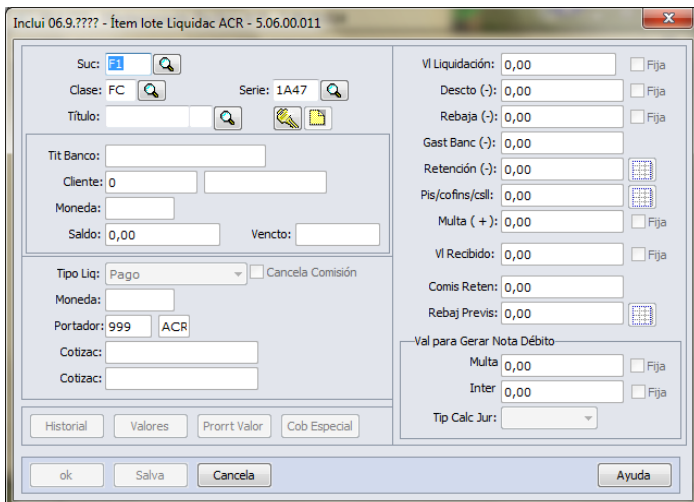 Inclui 06.9.???? - Ítem lote Liquidac ACR - 5.06.00.011
Suc: F1
Clase: FC Serie: 1A47
Título:
Tit Banco:
Cliente: 0
Moneda:
Saldo: 0,00 Vencto:
Tipo Liq: Pago Cancela Comisión
Moneda:
Portador: 999 ACR
Cotizac:
Cotizac:
Historial Valores Prorrt Valor Cob Especial
Vl Liquidación: 0,00 Fija
Descto (-): 0,00 Fija
Rebaja (-): 0,00 Fija
Gast Banc (-): 0,00
Retención (-): 0,00
Pis/cofins/csll: 0,00
Multa ( + ): 0,00 Fija
Vl Recibido: 0,00 Fija
Comis Reten: 0,00
Rebaj Previs: 0,00
Val para Gerar Nota Débito
Multa 0,00 Fija
Inter 0,00 Fija
Tip Calc Jur:
ok Salva Cancela Ayuda